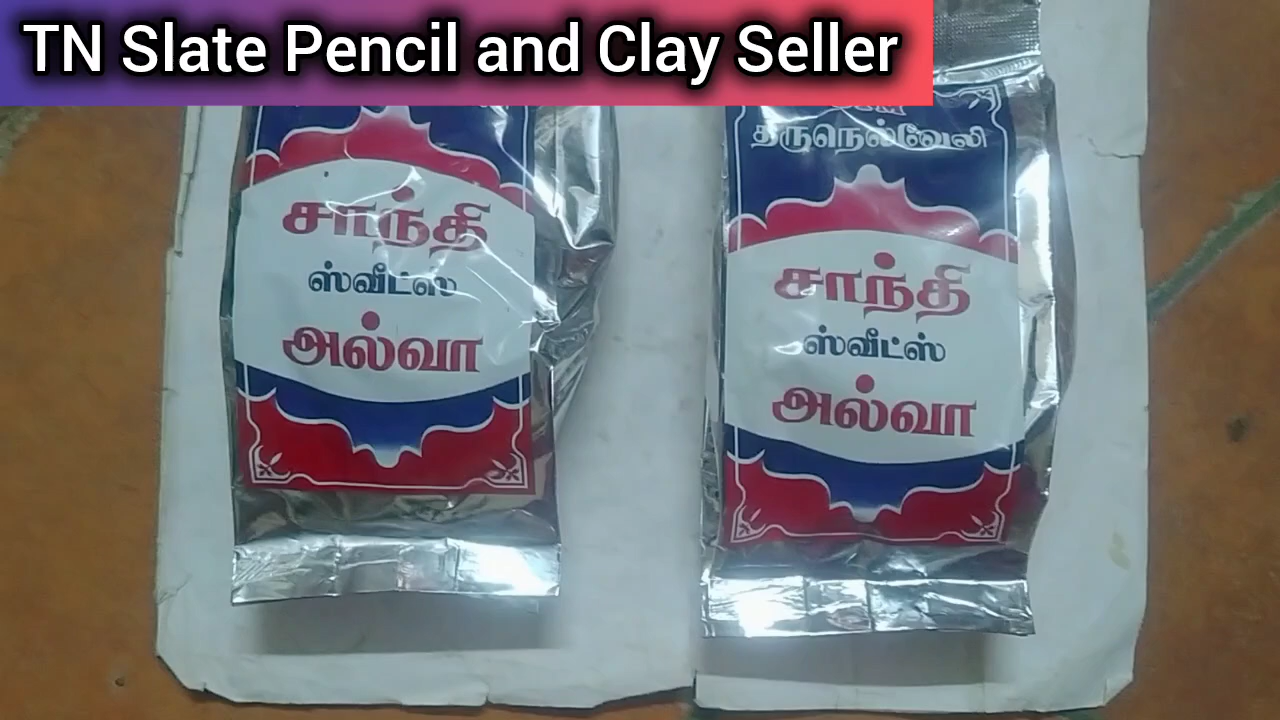 TN Slate Pencil and Clay Seller
சாந்தி
ஸ்வீட்ஸ்
அல்வா
திருநெல்வேலி
சாந்தி
ஸ்வீட்ஸ்
அல்வா